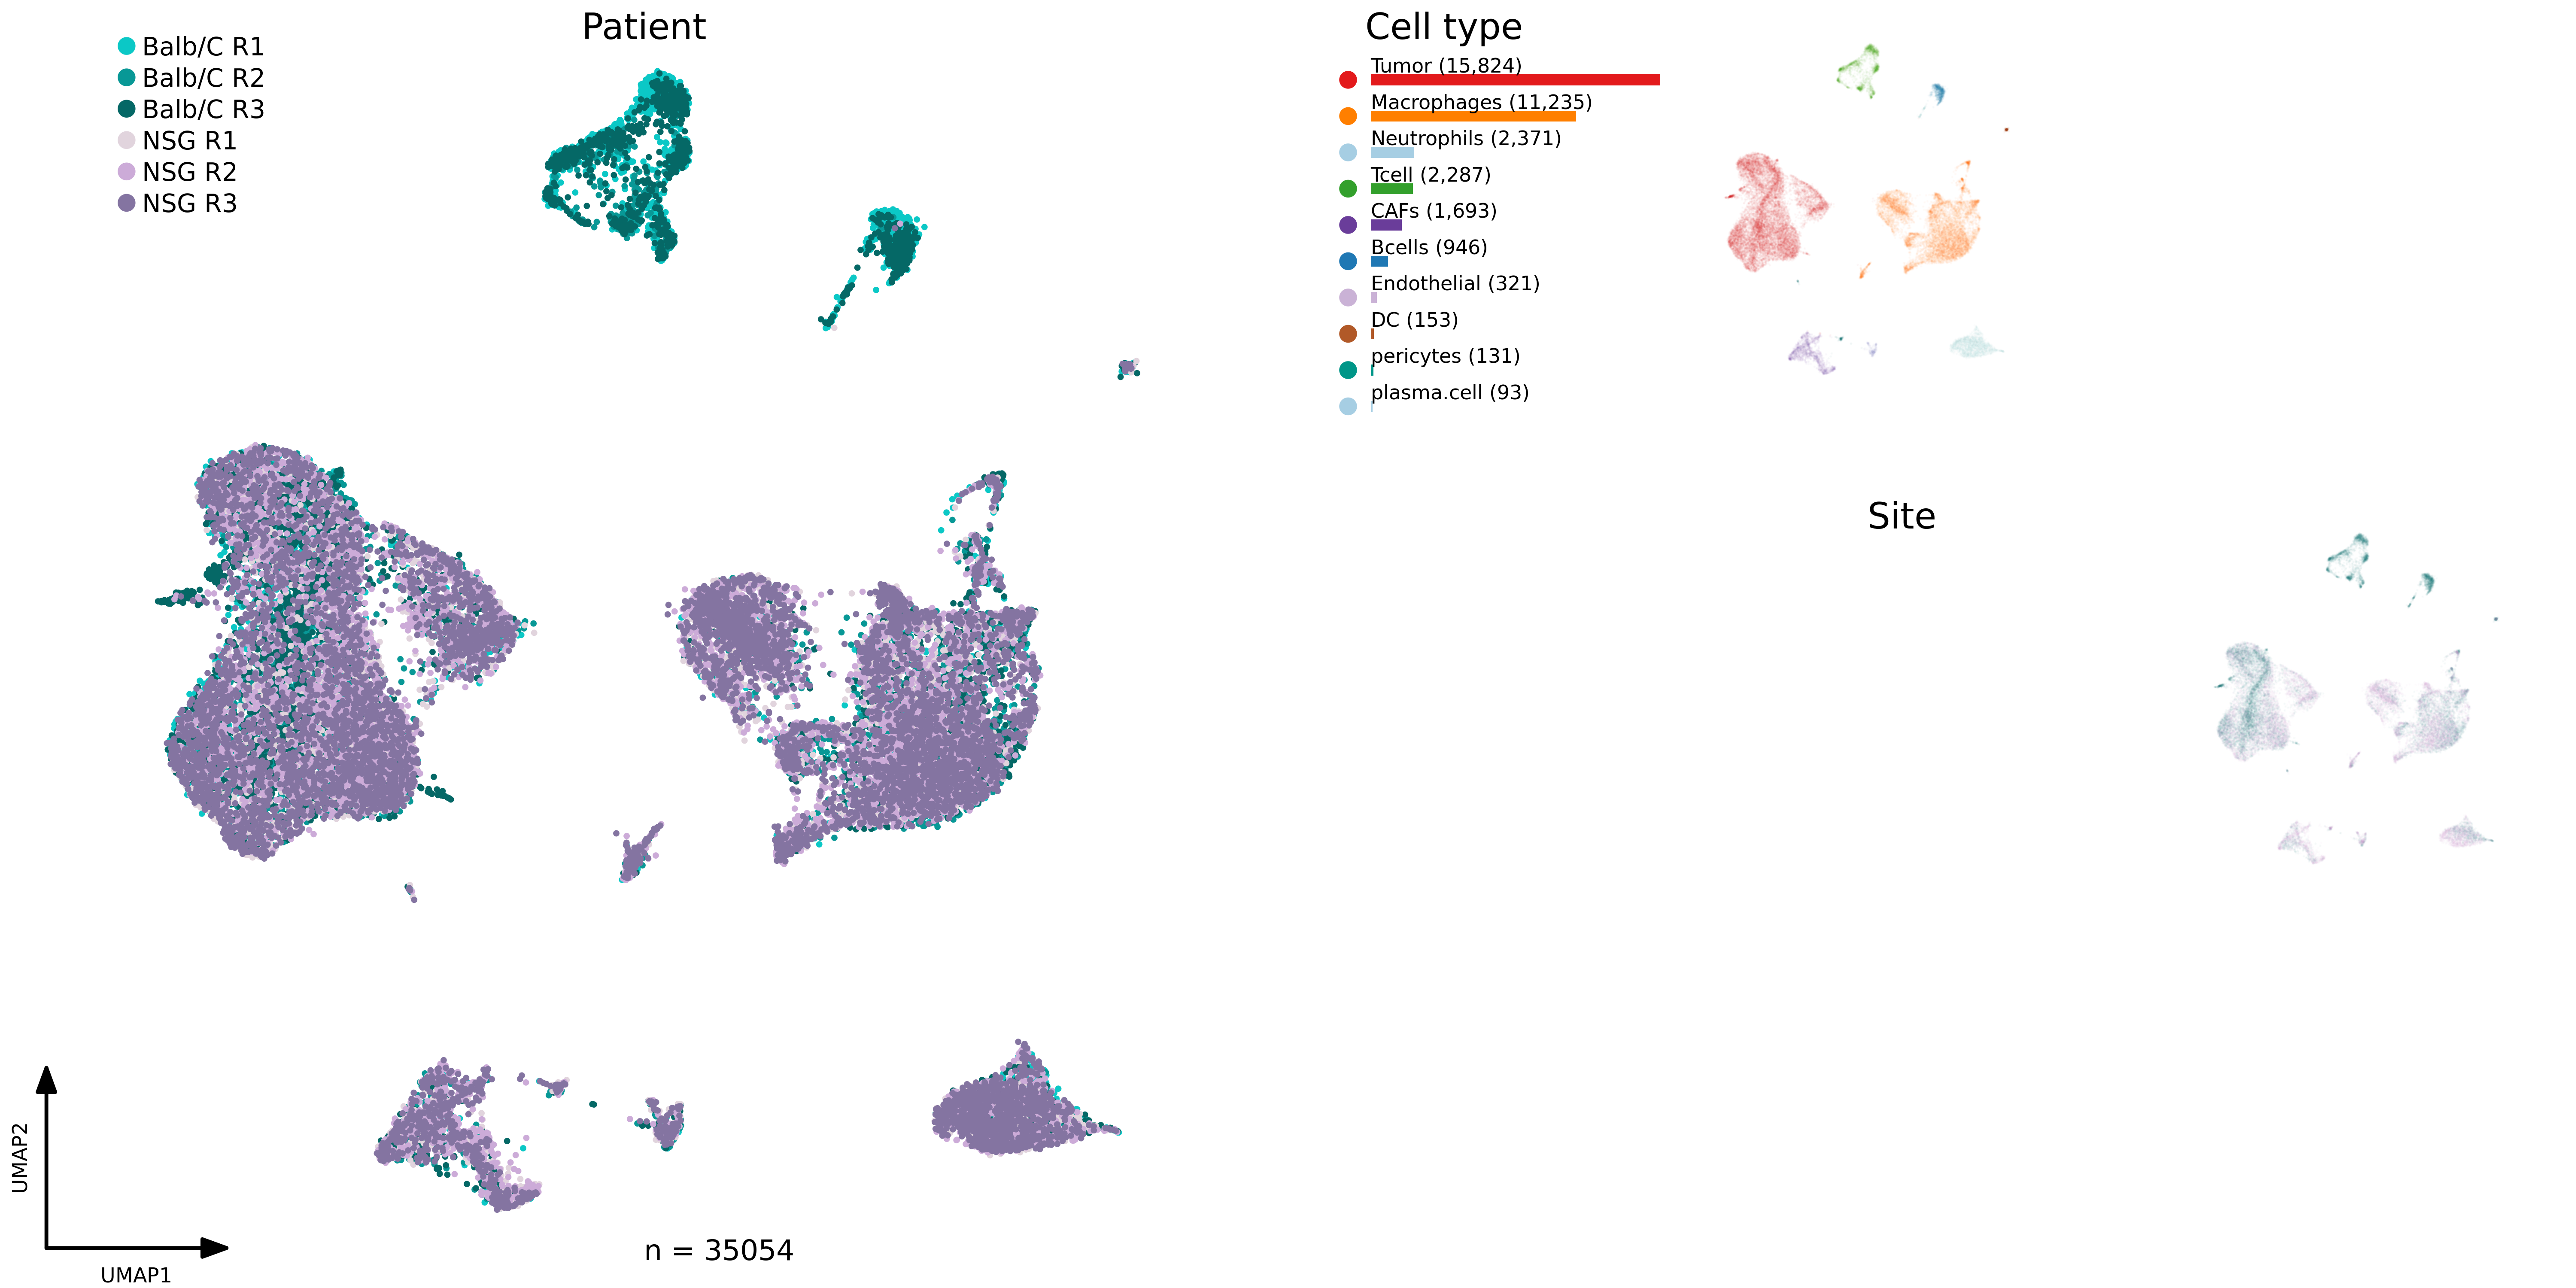 Patient
Balb/C R1
Balb/C R2
Balb/C R3
NSG R1
NSG R2
NSG R3
UMAP2
UMAP1
n = 35054
Cell type
Tumor (15,824)
Macrophages (11,235)
Neutrophils (2,371)
Tcell (2,287)
CAFs (1,693)
Bcells (946)
Endothelial (321)
DC (153)
pericytes (131)
plasma.cell (93)
Site